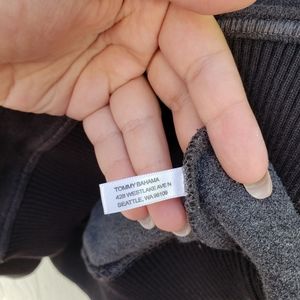 TOMMY BAHAMA
428 WESTLAKE AVE N
SEATTLE, WA 98109